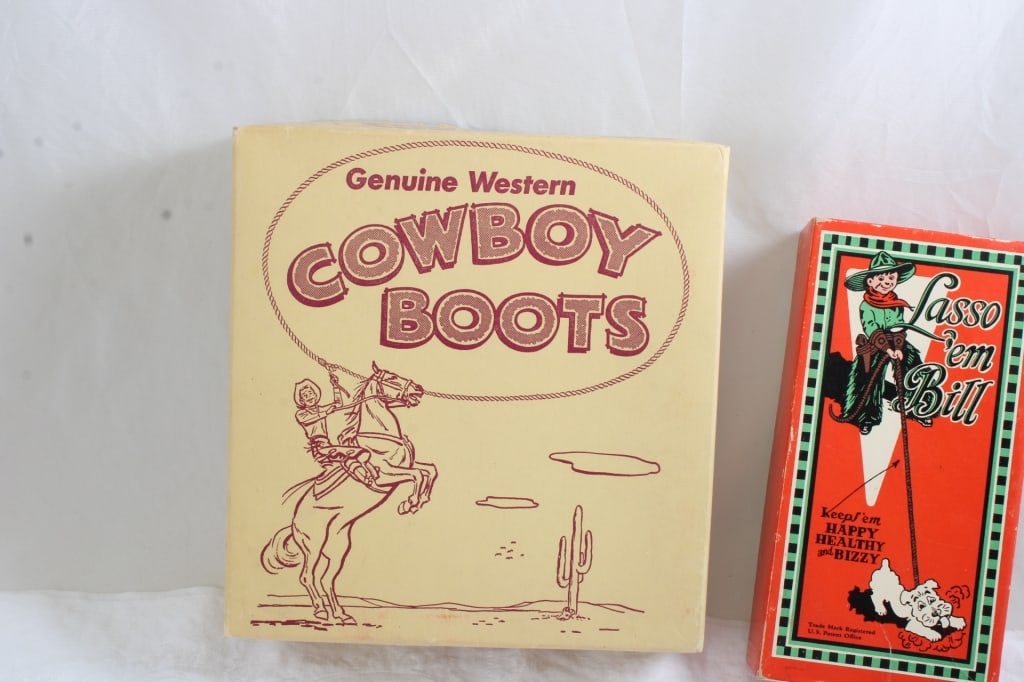 Genuine Western
COWBOY
BOOTS
Lasso
'em
Bill
Keeps 'em
HAPPY
HEALTHY
and BIZZY
Trade Mark Registered
U.S. Patent Office